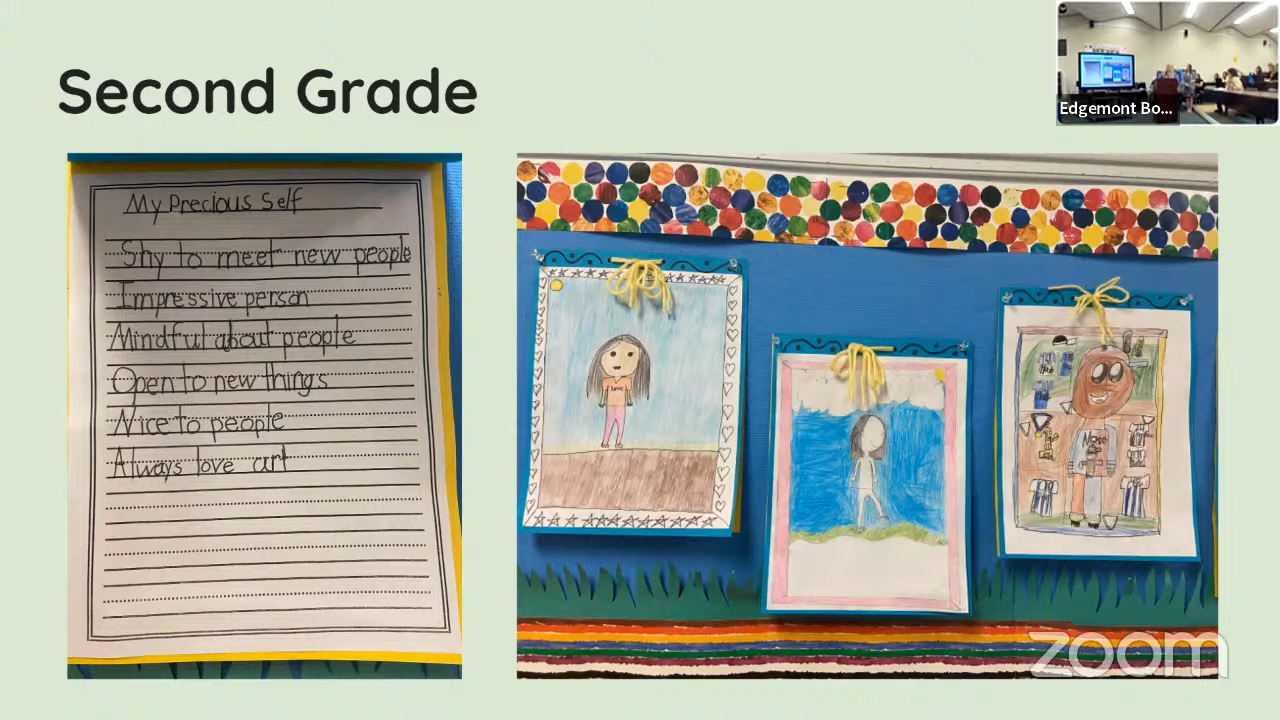 Second Grade
Edgemont Bo...
My Precious Self
Shy to meet new people
Impressive person
Mindful about people
Open to new things
Nice to people
Always love art
zoom